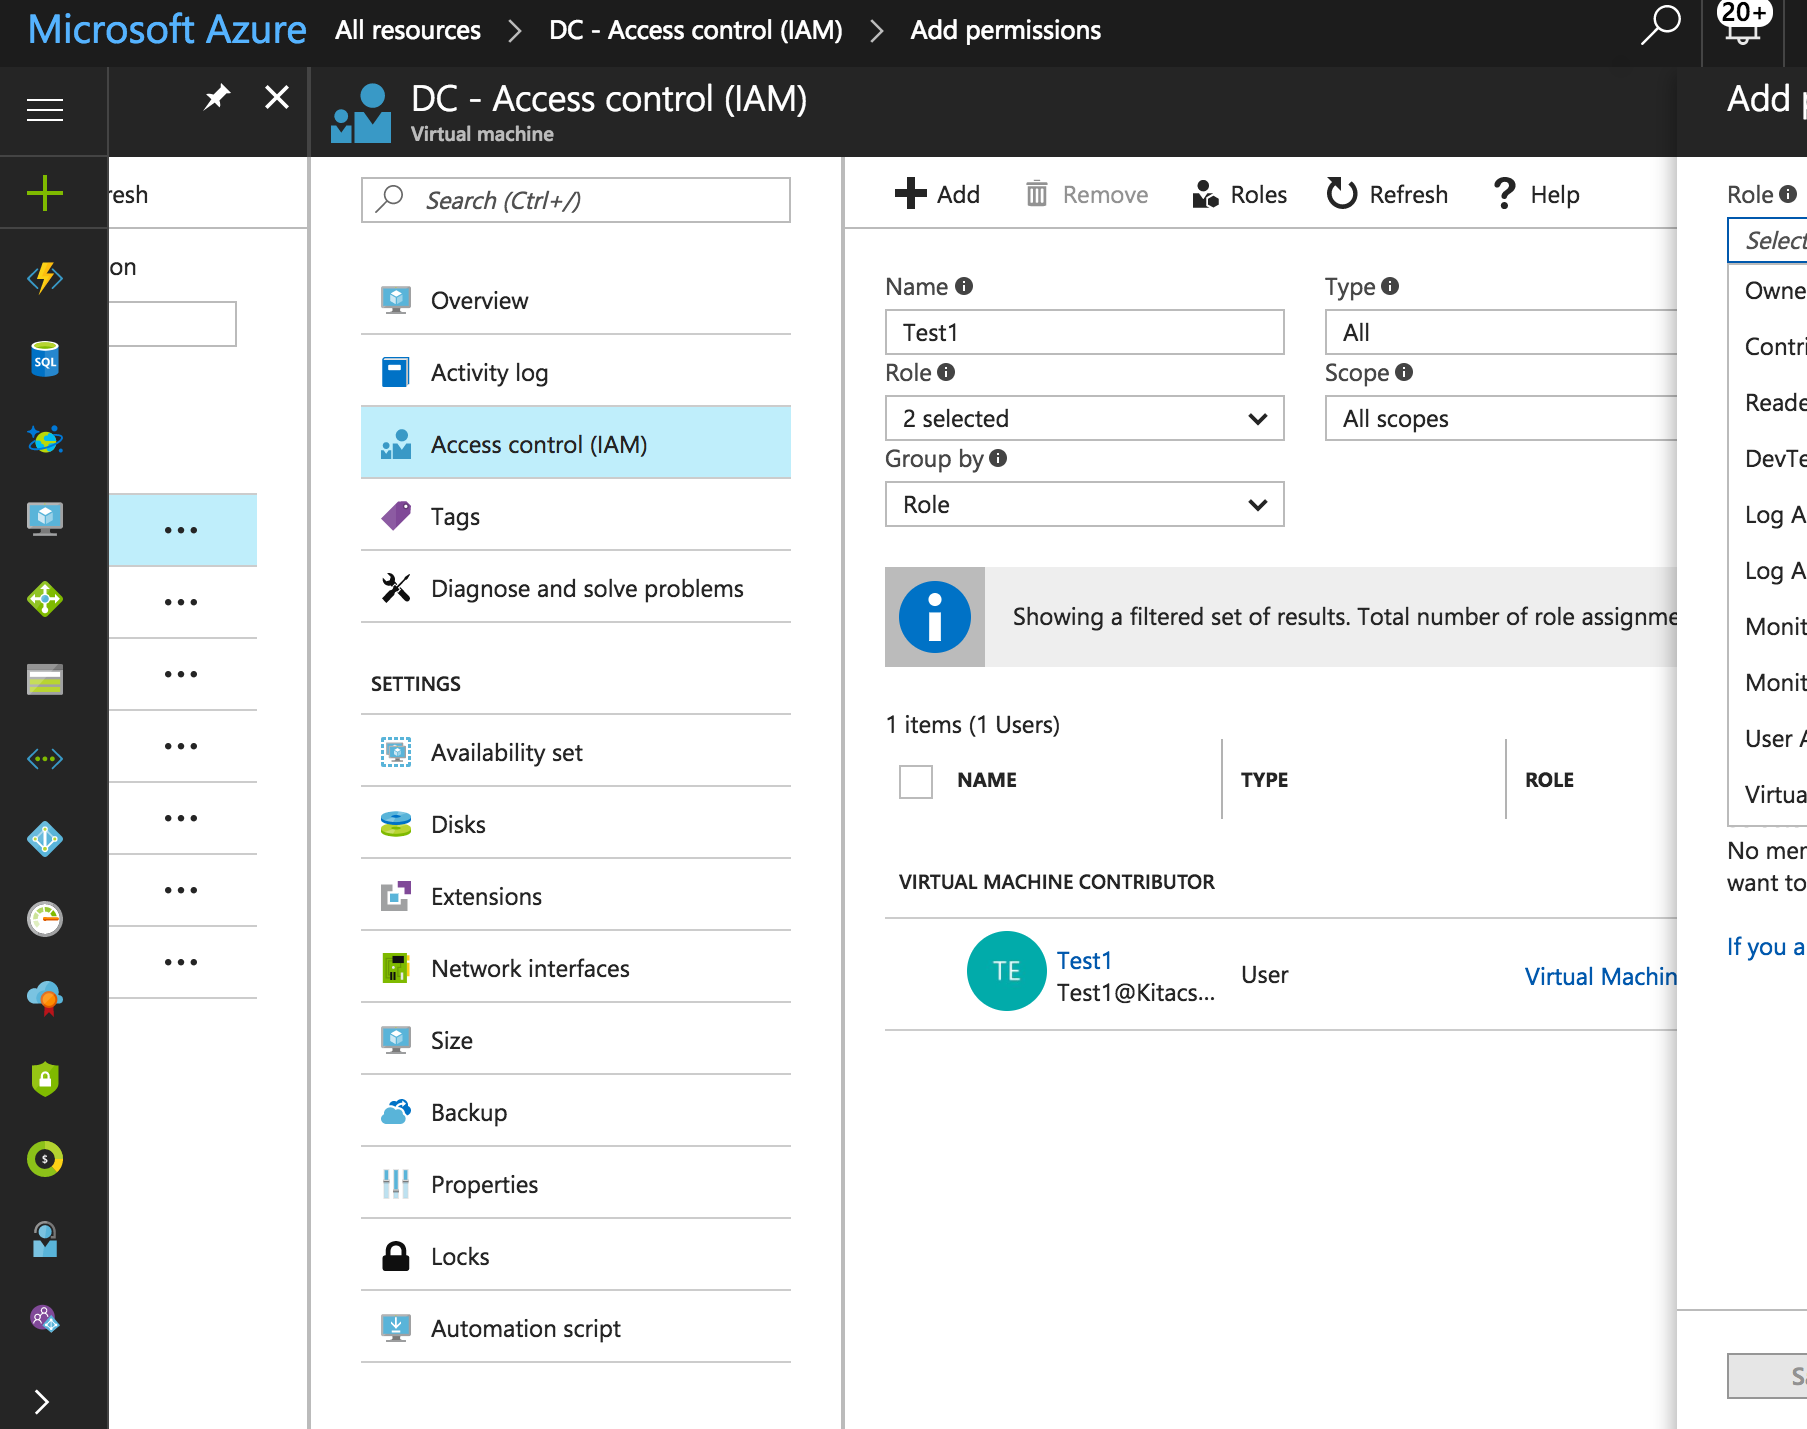 Microsoft Azure All resources > DC - Access control (IAM) > Add permissions
20+
resh
on
DC - Access control (IAM)
Virtual machine
Search (Ctrl+/)
Overview
Activity log
Access control (IAM)
Tags
Diagnose and solve problems
SETTINGS
Availability set
Disks
Extensions
Network interfaces
Size
Backup
Properties
Locks
Automation script
SQL
Add Remove Roles Refresh Help
Name Type
Test1 All
Role Scope
2 selected All scopes
Group by
Role
Showing a filtered set of results. Total number of role assignme
1 items (1 Users)
NAME TYPE ROLE
VIRTUAL MACHINE CONTRIBUTOR
TE
Test1
Test1@Kitacs...
User
Virtual Machin
Add p
Role
Select
Owne
Contri
Reade
DevTe
Log A
Log A
Monit
Monit
User A
Virtua
No mem
want to
If you a
Sa